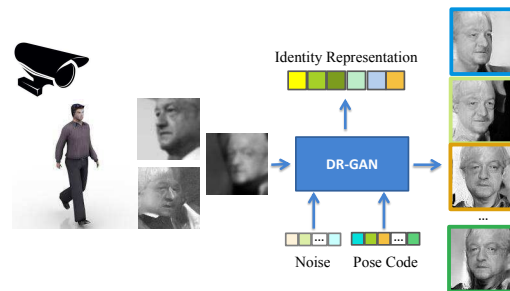 Identity Representation
DR-GAN
...
...
...
Noise
Pose Code